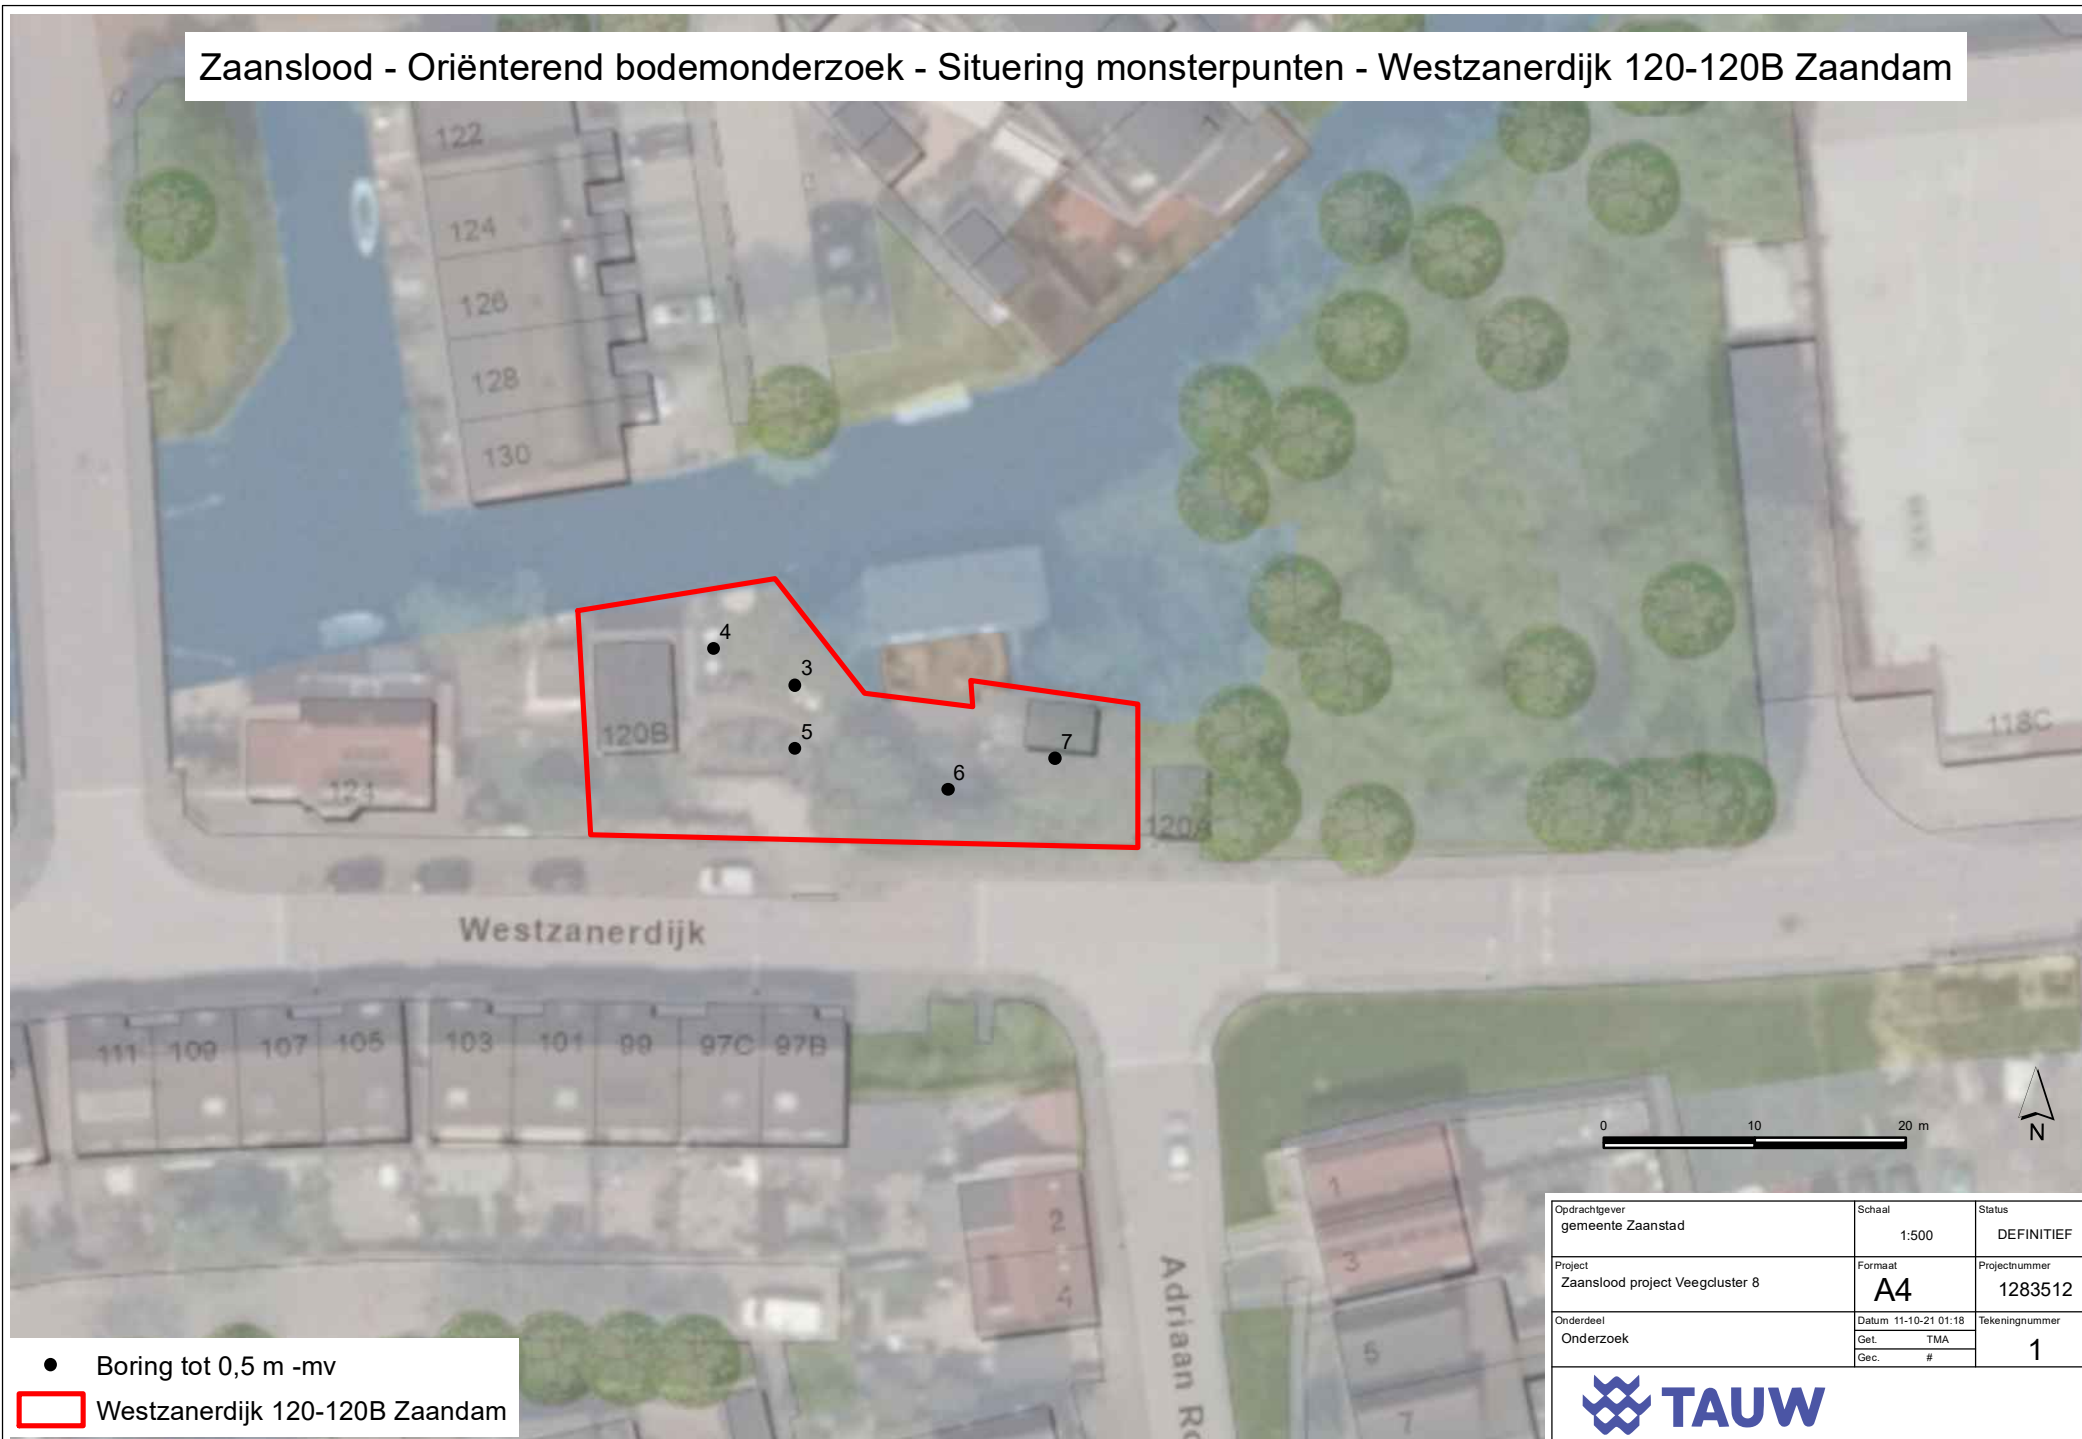 Zaanslood - Oriënterend bodemonderzoek - Situering monsterpunten - Westzanerdijk 120-120B Zaandam
122
1
124
126
128
130
4
3
120B
5
7
6
124
120A
118C
Westzanerdijk
111 109 107 105 103 101 99 97C 97B
0 10 20 m
N
1
2
3
4
5
7
Adriaan
Boring tot 0,5 m -mv
Westzanerdijk 120-120B Zaandam
Opdrachtgever
gemeente Zaanstad
Schaal
1:500
Status
DEFINITIEF
Project
Zaanslood project Veegcluster 8
Formaat
A4
Projectnummer
1283512
Onderdeel
Onderzoek
Datum 11-10-21 01:18
Get. TMA
Gec. #
Tekeningnummer
1
TAUW